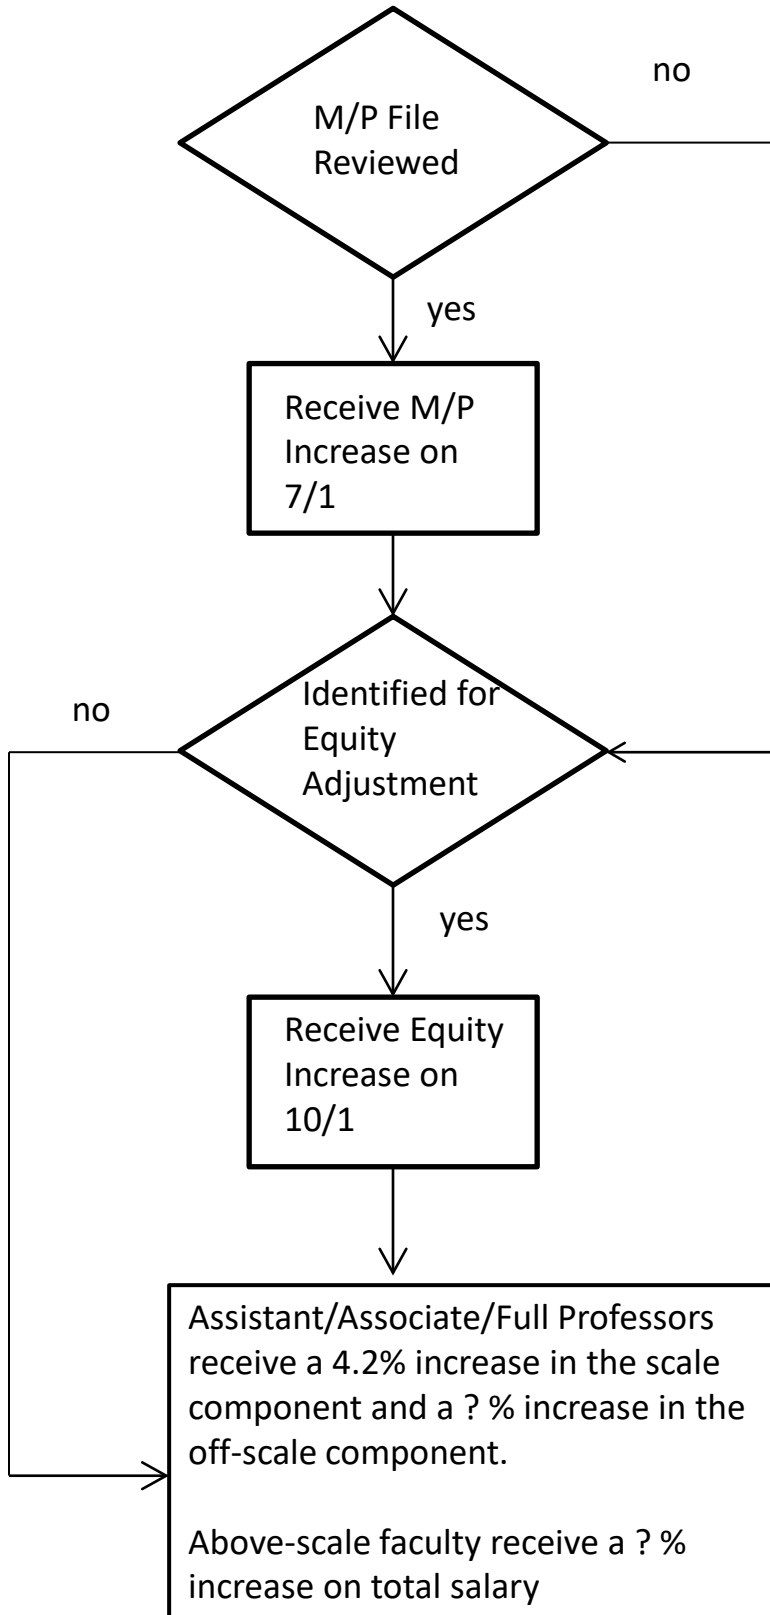 no
M/P File
Reviewed
yes
Receive M/P
Increase on
7/1
Identified for
Equity
Adjustment
no
yes
Receive Equity
Increase on
10/1
Assistant/Associate/Full Professors
receive a 4.2% increase in the scale
component and a ? % increase in the
off-scale component.
Above-scale faculty receive a ? %
increase on total salary